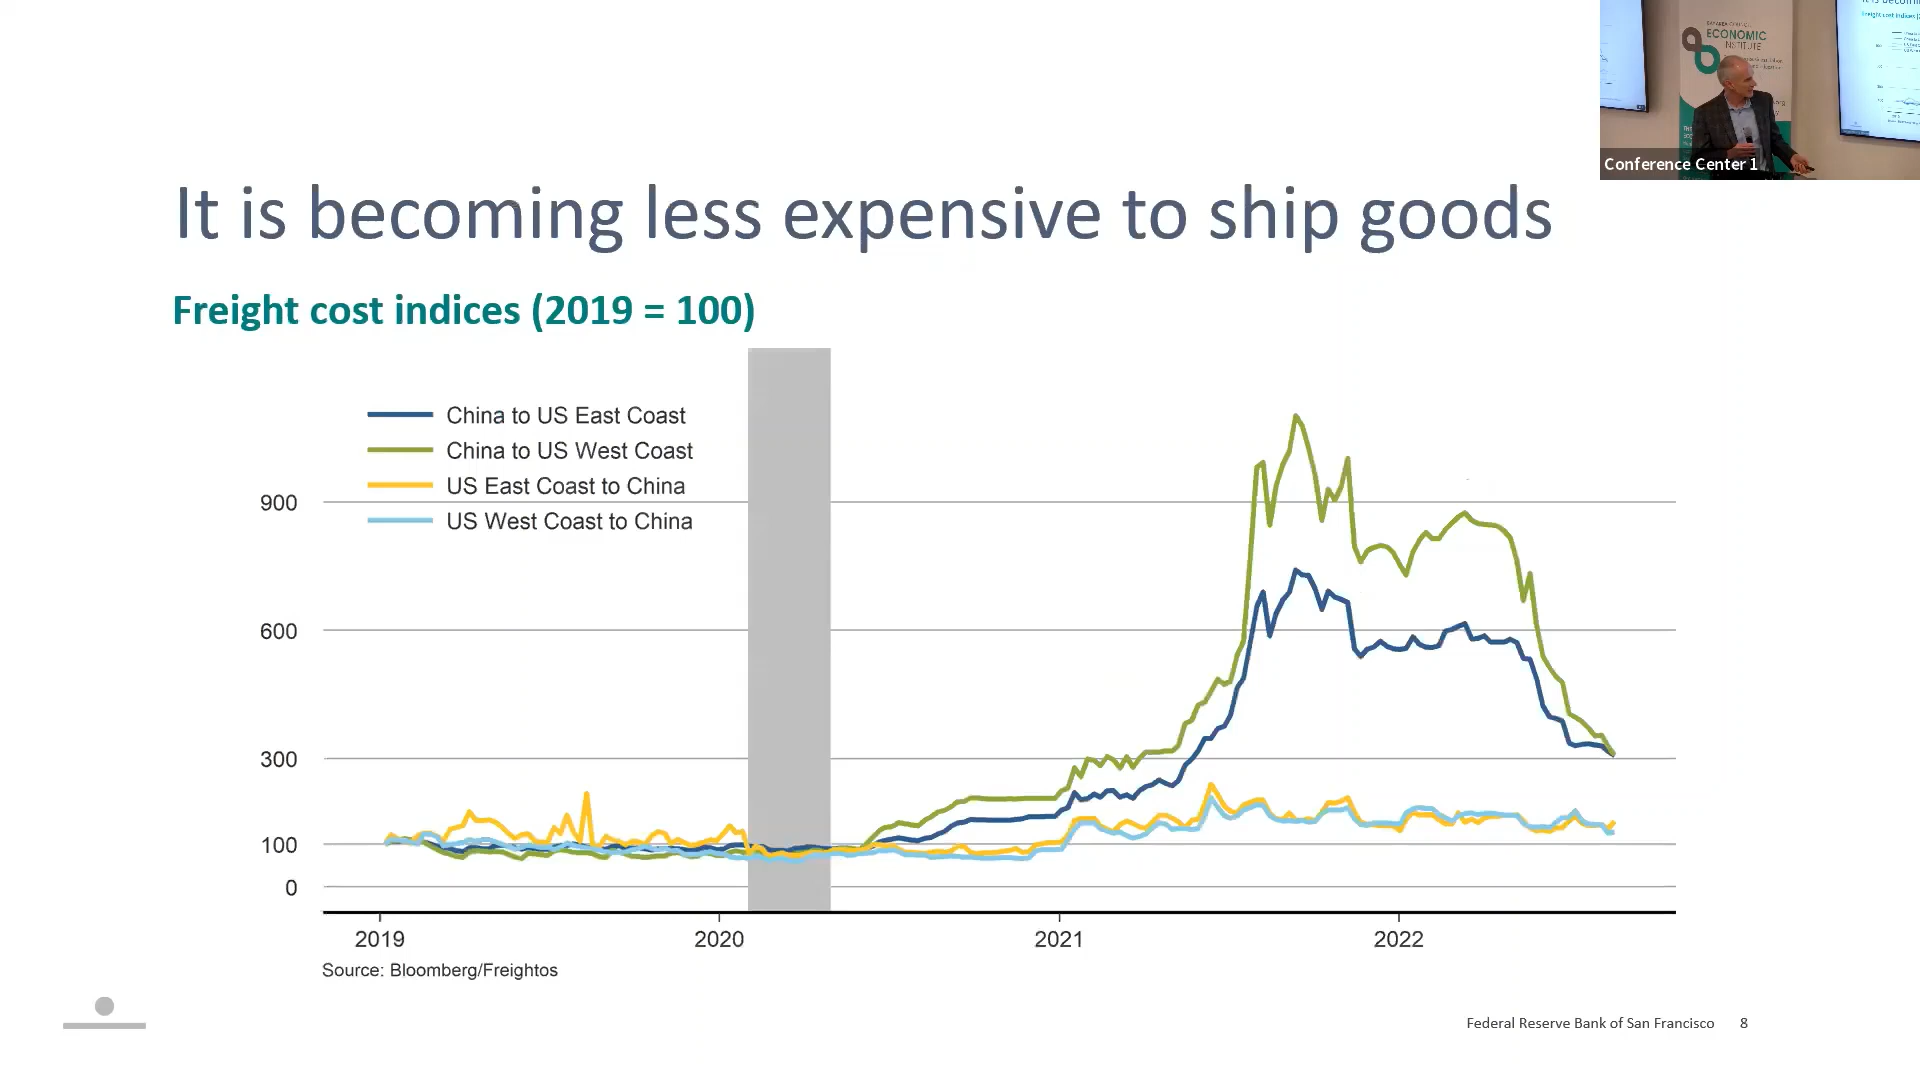 It is becoming less expensive to ship goods
Freight cost indices (2019 = 100)
China to US East Coast
China to US West Coast
US East Coast to China
US West Coast to China
900
600
300
100
0
2019
2020
2021
2022
Source: Bloomberg/Freightos
Federal Reserve Bank of San Francisco 8
ECONOMIC
INSTITUTE
Conference Center 1